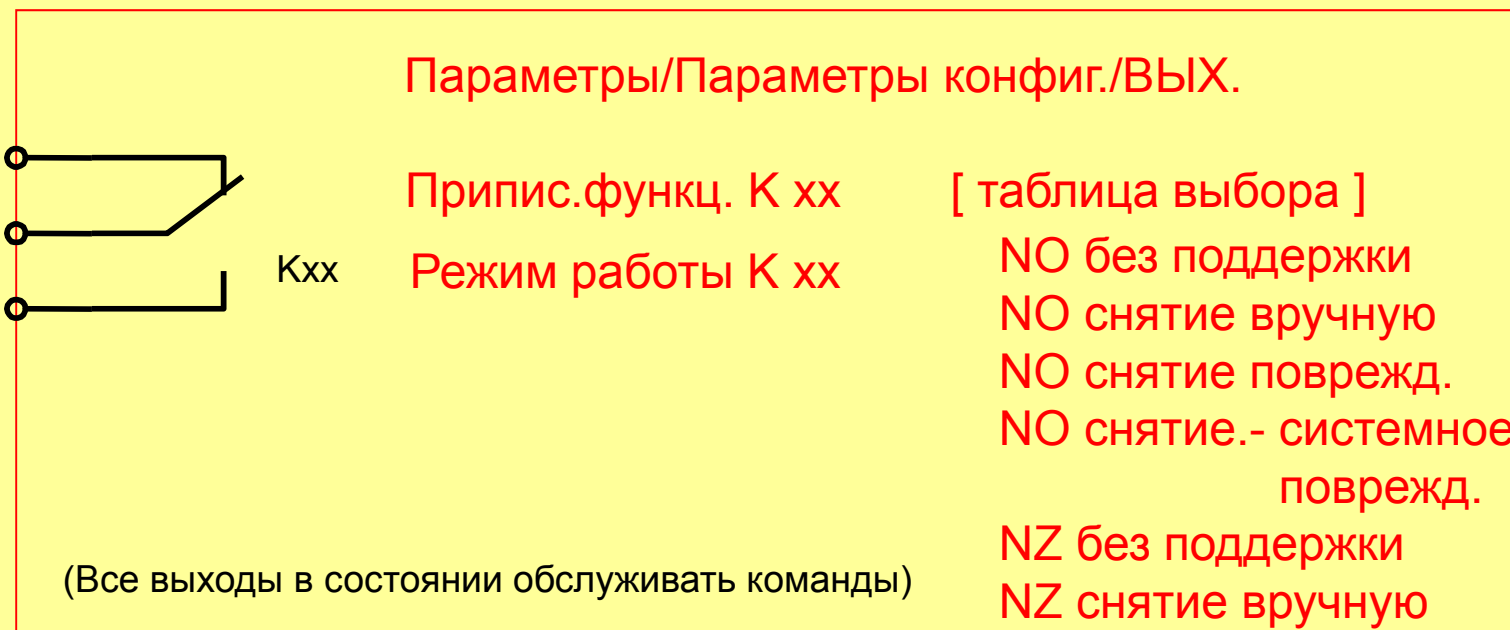 Параметры/Параметры конфиг./ВЫХ.
Припис.функц. K xx [ таблица выбора ]
Kxx Режим работы K xx
NO без поддержки
NO снятие вручную
NO снятие поврежд.
NO снятие.- системное
поврежд.
NZ без поддержки
NZ снятие вручную
(Все выходы в состоянии обслуживать команды)